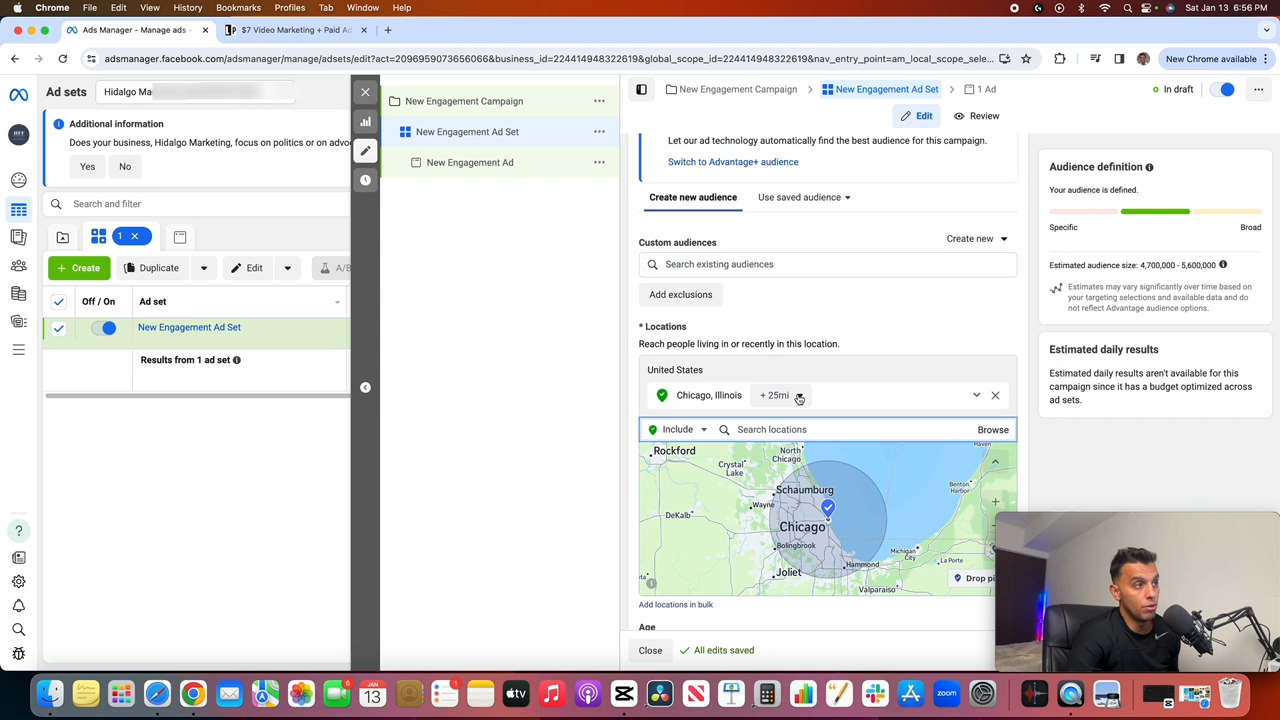 Chrome File Edit View History Bookmarks Profiles Tab Window Help
Sat Jan 13 6:56 PM
Ads Manager - Manage ads -
$7 Video Marketing + Paid Ad
adsmanager.facebook.com/adsmanager/manage/adsets/edit?act=2096959073656066&business_id=224414948322619&global_scope_id=224414948322619&nav_entry_point=am_local_scope_sele...
New Chrome available
Ad sets
Hidalgo Ma
Additional information
Does your business, Hidalgo Marketing, focus on politics or on advoc
Yes
No
Search and filter
1
Create
Duplicate
Edit
A/B
Off / On
Ad set
New Engagement Ad Set
Results from 1 ad set
New Engagement Campaign
New Engagement Ad Set
New Engagement Ad
New Engagement Campaign
New Engagement Ad Set
1 Ad
In draft
Edit
Review
Let our ad technology automatically find the best audience for this campaign.
Switch to Advantage+ audience
Create new audience
Use saved audience
Custom audiences
Create new
Search existing audiences
Add exclusions
* Locations
Reach people living in or recently in this location.
United States
Chicago, Illinois
+ 25mi
Include
Search locations
Browse
Rockford
Crystal
Lake
North
Chicago
Haven
Schaumburg
Benton
Harbor
DeKalb
Wayne
Chicago
Bolingbrook
Michigan
City
Hammond
La Porte
Joliet
Valparaiso
Drop pi
Add locations in bulk
Age
Close
All edits saved
Audience definition
Your audience is defined.
Specific
Broad
Estimated audience size: 4,700,000 - 5,600,000
Estimates may vary significantly over time based on
your targeting selections and available data and do
not reflect Advantage audience options.
Estimated daily results
Estimated daily results aren't available for this
campaign since it has a budget optimized across
ad sets.
JAN
13
6
1
tv
zoom